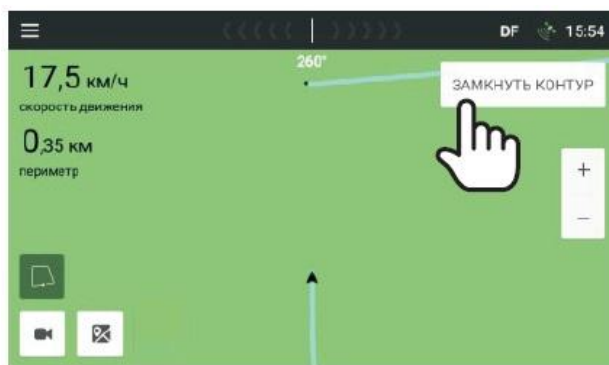 DF 15:54
260°
17,5 км/ч
скорость движения
0,35 км
периметр
ЗАМКНУТЬ КОНТУР
+
−